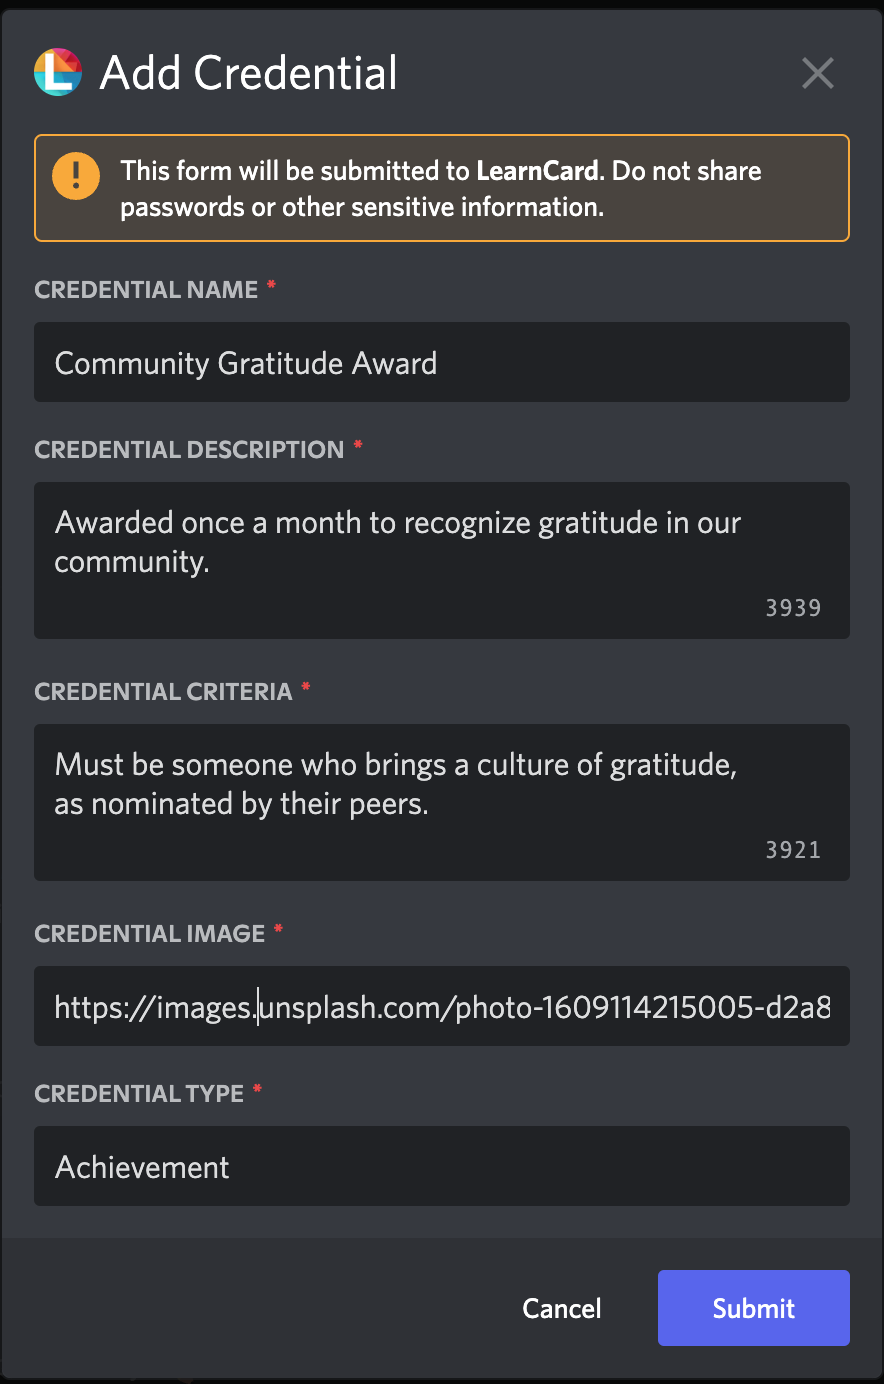 Add Credential
This form will be submitted to LearnCard. Do not share
passwords or other sensitive information.
CREDENTIAL NAME *
Community Gratitude Award
CREDENTIAL DESCRIPTION *
Awarded once a month to recognize gratitude in our
community.
3939
CREDENTIAL CRITERIA *
Must be someone who brings a culture of gratitude,
as nominated by their peers.
3921
CREDENTIAL IMAGE *
https://images.unsplash.com/photo-1609114215005-d2a8
CREDENTIAL TYPE *
Achievement
Cancel
Submit